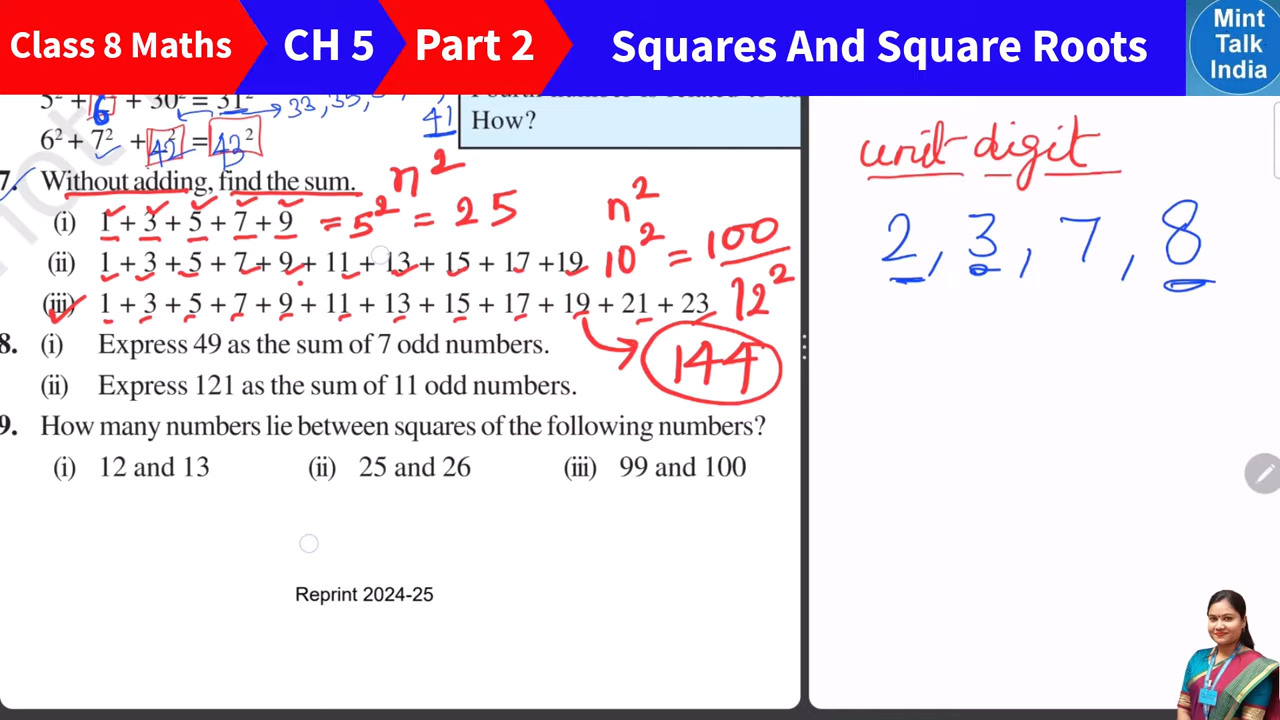 Class 8 Maths CH 5 Part 2 Squares And Square Roots
Mint
Talk
India
5² + 6 + 30² = 31² → 33, 35,
6² + 7² + 42² = 43²
41
How?
7. Without adding, find the sum. n²
(i) 1 + 3 + 5 + 7 + 9 = 5² = 25
n²
(ii) 1 + 3 + 5 + 7 + 9 + 11 + 13 + 15 + 17 +19 10² = 100
(iii) 1 + 3 + 5 + 7 + 9 + 11 + 13 + 15 + 17 + 19 + 21 + 23 12²
144
8. (i) Express 49 as the sum of 7 odd numbers.
(ii) Express 121 as the sum of 11 odd numbers.
9. How many numbers lie between squares of the following numbers?
(i) 12 and 13 (ii) 25 and 26 (iii) 99 and 100
Reprint 2024-25
unit digit
2, 3, 7, 8